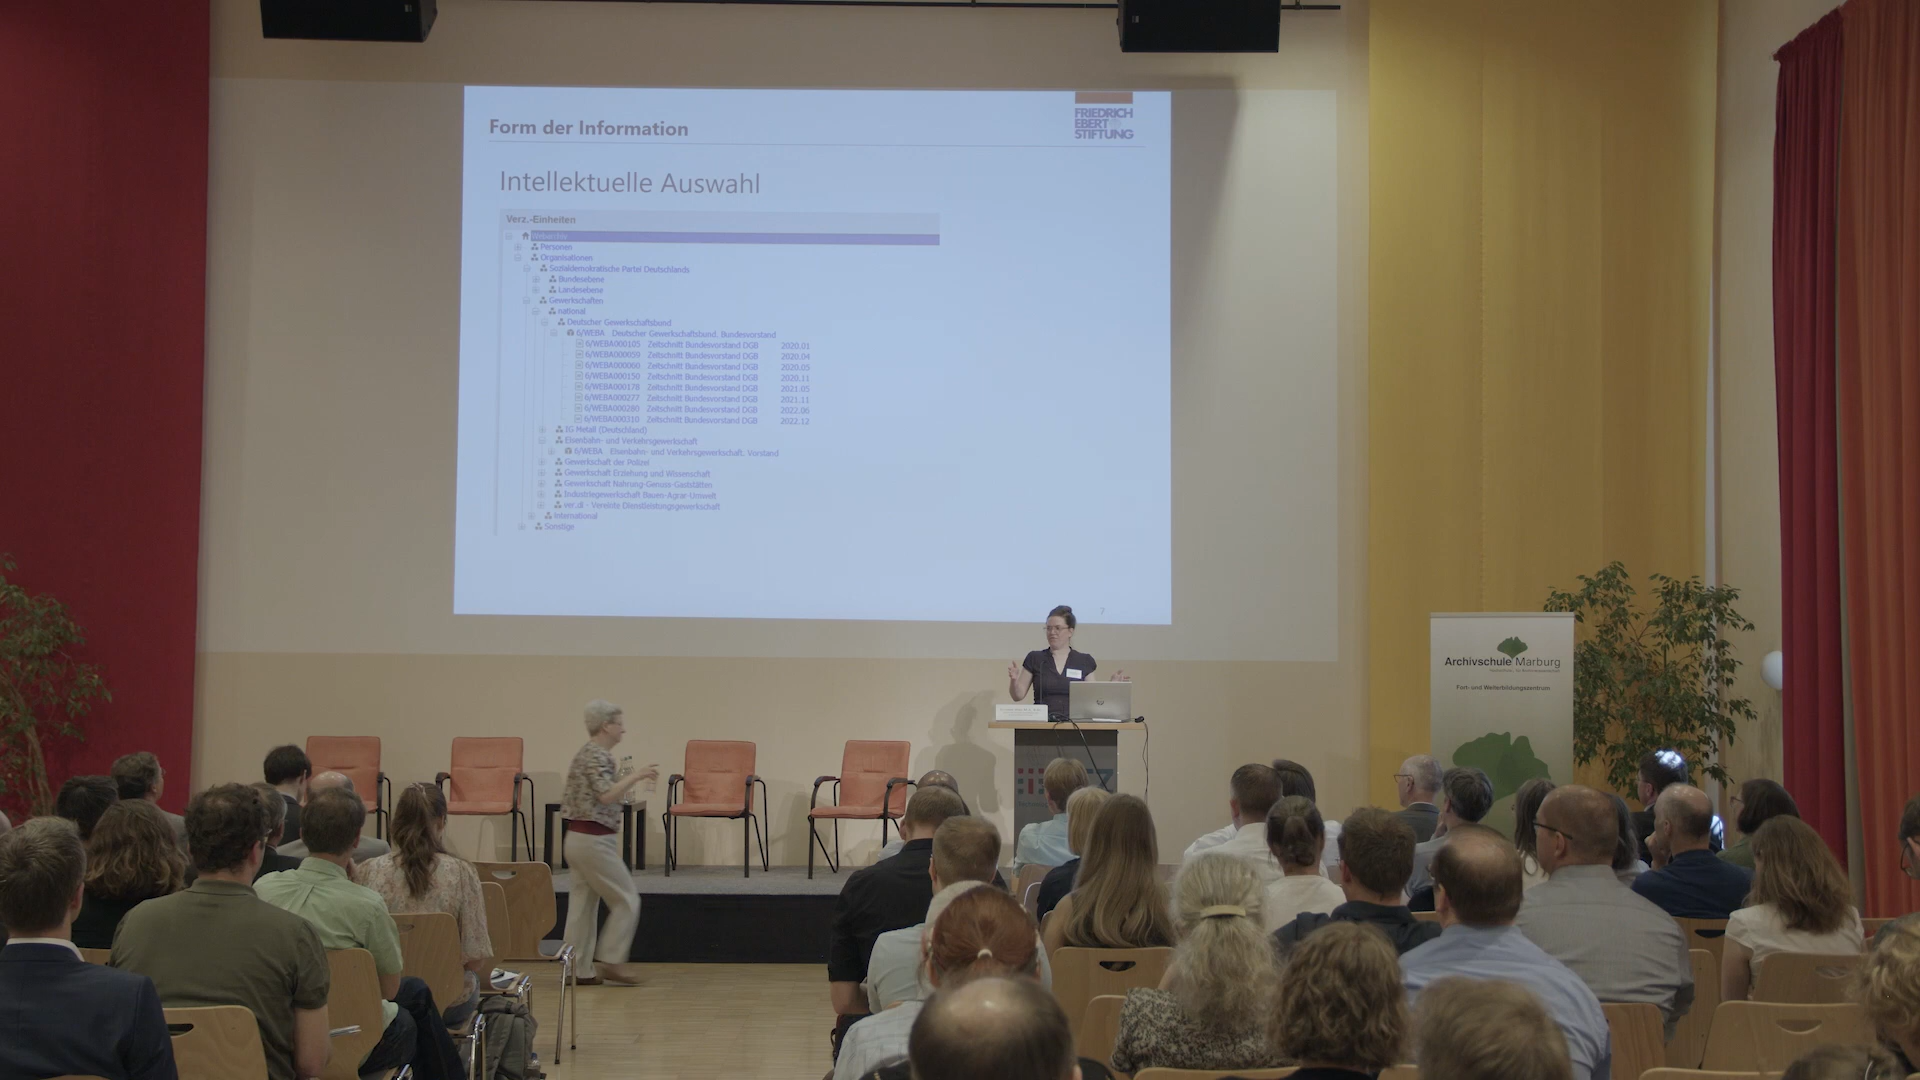 Form der Information
FRIEDRICH
EBERT
STIFTUNG
Intellektuelle Auswahl
Verz.-Einheiten
Personen
Organisationen
Sozialdemokratische Partei Deutschlands
Bundesebene
Landesebene
Gewerkschaften
national
Deutscher Gewerkschaftsbund
6/WEBA Deutscher Gewerkschaftsbund. Bundesvorstand
6/WEBA000105 Zeitschnitt Bundesvorstand DGB 2020.01
6/WEBA000059 Zeitschnitt Bundesvorstand DGB 2020.04
6/WEBA000060 Zeitschnitt Bundesvorstand DGB 2020.05
6/WEBA000150 Zeitschnitt Bundesvorstand DGB 2020.11
6/WEBA000178 Zeitschnitt Bundesvorstand DGB 2021.05
6/WEBA000277 Zeitschnitt Bundesvorstand DGB 2021.11
6/WEBA000280 Zeitschnitt Bundesvorstand DGB 2022.06
6/WEBA000310 Zeitschnitt Bundesvorstand DGB 2022.12
IG Metall (Deutschland)
Eisenbahn- und Verkehrsgewerkschaft
6/WEBA Eisenbahn- und Verkehrsgewerkschaft. Vorstand
Gewerkschaft der Polizei
Gewerkschaft Erziehung und Wissenschaft
Gewerkschaft Nahrung-Genuss-Gaststätten
Industriegewerkschaft Bauen-Agrar-Umwelt
ver.di - Vereinte Dienstleistungsgewerkschaft
international
Sonstige
7
Archivschule Marburg
Fort- und Weiterbildungszentrum